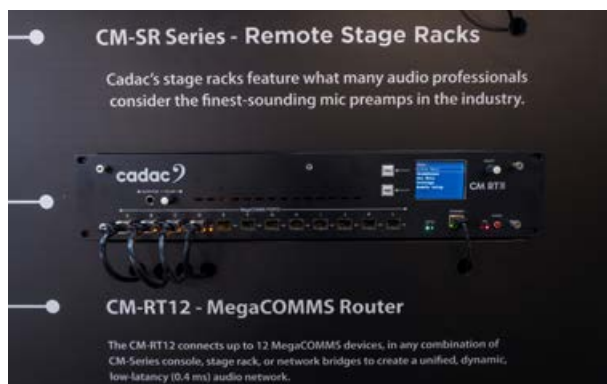 CM-SR Series - Remote Stage Racks
Cadac's stage racks feature what many audio professionals
consider the finest-sounding mic preamps in the industry.
cadac
CM RT12
CM-RT12 - MegaCOMMS Router
The CM-RT12 connects up to 12 MegaCOMMS devices, in any combination of
CM-Series console, stage rack, or network bridges to create a unified, dynamic,
low-latency (0.4 ms) audio network.